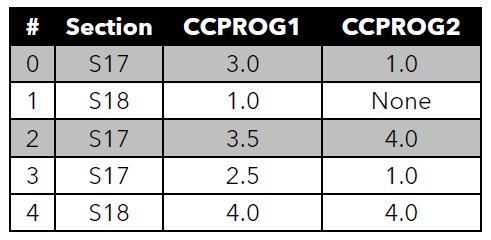 # Section CCPROG1 CCPROG2
0 S17 3.0 1.0
1 S18 1.0 None
2 S17 3.5 4.0
3 S17 2.5 1.0
4 S18 4.0 4.0